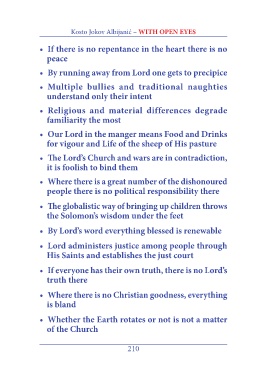 Kosto Jokov Albijanić – WITH OPEN EYES
• If there is no repentance in the heart there is no
peace
• By running away from Lord one gets to precipice
• Multiple bullies and traditional naughties
understand only their intent
• Religious and material differences degrade
familiarity the most
• Our Lord in the manger means Food and Drinks
for vigour and Life of the sheep of His pasture
• The Lord's Church and wars are in contradiction,
it is foolish to bind them
• Where there is a great number of the dishonoured
people there is no political responsibility there
• The globalistic way of bringing up children throws
the Solomon's wisdom under the feet
• By Lord's word everything blessed is renewable
• Lord administers justice among people through
His Saints and establishes the just court
• If everyone has their own truth, there is no Lord's
truth there
• Where there is no Christian goodness, everything
is bland
• Whether the Earth rotates or not is not a matter
of the Church
210